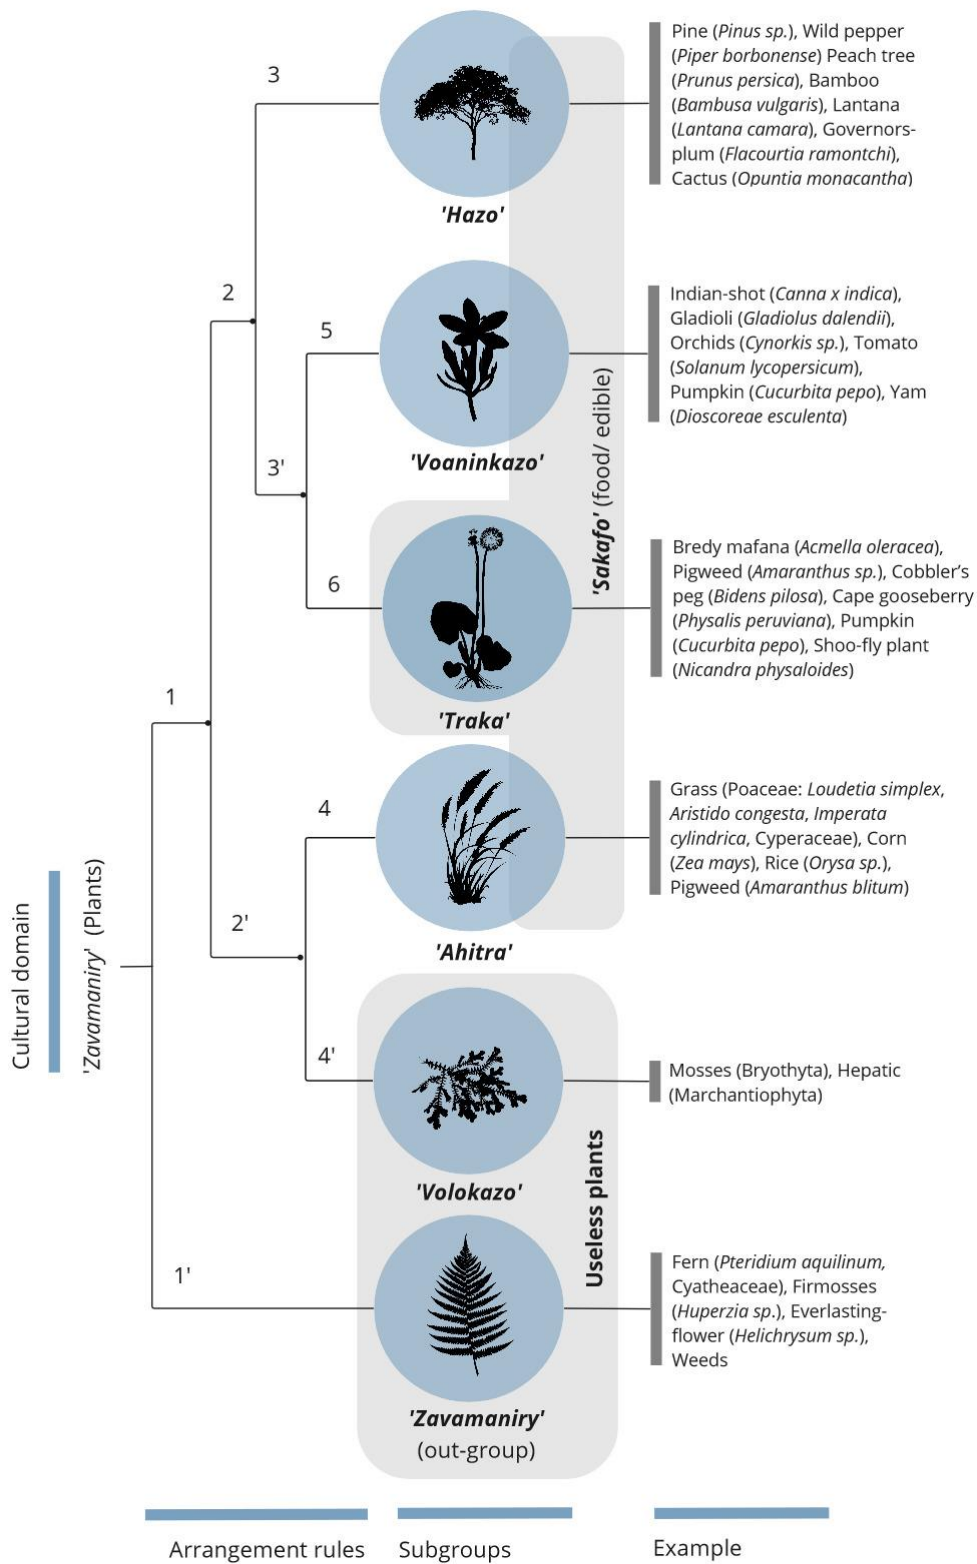 3
Pine (Pinus sp.), Wild pepper
(Piper borbonense) Peach tree
(Prunus persica), Bamboo
(Bambusa vulgaris), Lantana
(Lantana camara), Governors-
plum (Flacourtia ramontchi),
Cactus (Opuntia monacantha)
'Hazo'
2
5
Indian-shot (Canna x indica),
Gladioli (Gladiolus dalendii),
Orchids (Cynorkis sp.), Tomato
(Solanum lycopersicum),
Pumpkin (Cucurbita pepo), Yam
(Dioscoreae esculenta)
'Voaninkazo'
3'
'Sakafo' (food/ edible)
6
Bredy mafana (Acmella oleracea),
Pigweed (Amaranthus sp.), Cobbler's
peg (Bidens pilosa), Cape gooseberry
(Physalis peruviana), Pumpkin
(Cucurbita pepo), Shoo-fly plant
(Nicandra physaloides)
'Traka'
1
4
Grass (Poaceae: Loudetia simplex,
Aristido congesta, Imperata
cylindrica, Cyperaceae), Corn
(Zea mays), Rice (Orysa sp.),
Pigweed (Amaranthus blitum)
'Ahitra'
2'
Cultural domain
'Zavamaniry' (Plants)
4'
Mosses (Bryothyta), Hepatic
(Marchantiophyta)
'Volokazo'
Useless plants
1'
Fern (Pteridium aquilinum,
Cyatheaceae), Firmosses
(Huperzia sp.), Everlasting-
flower (Helichrysum sp.),
Weeds
'Zavamaniry'
(out-group)
Arrangement rules
Subgroups
Example